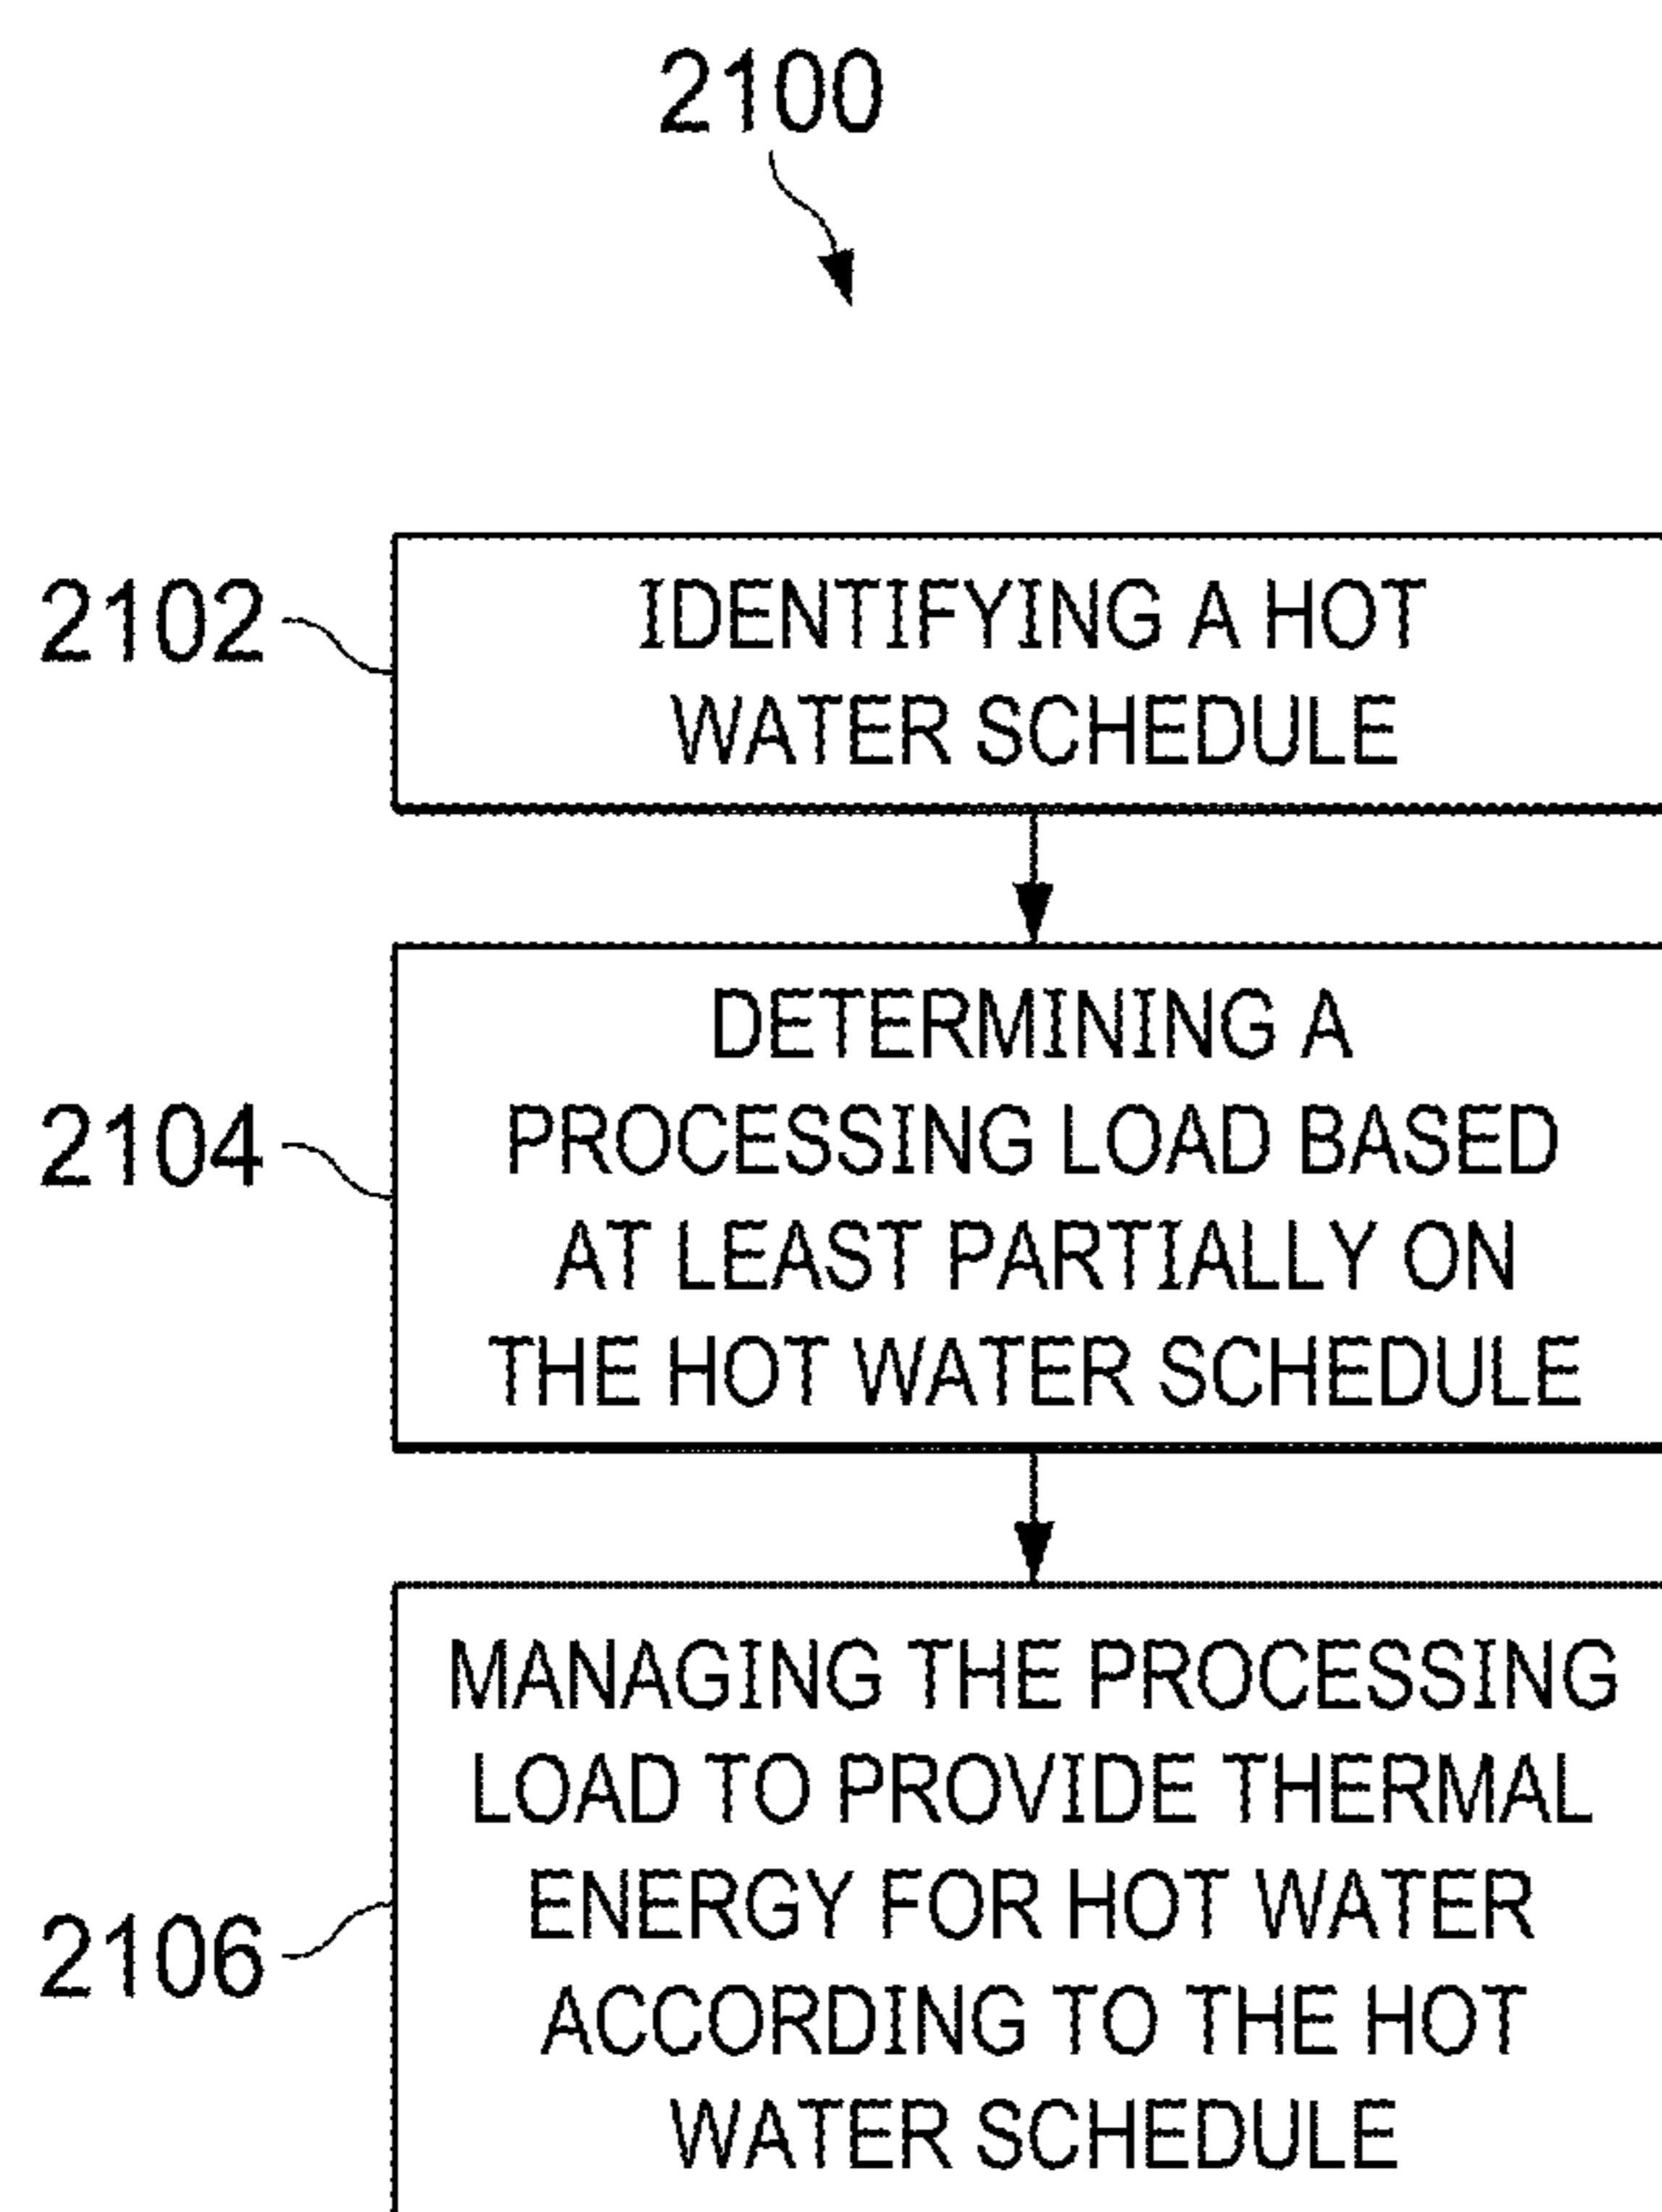 2100
2102
IDENTIFYING A HOT
WATER SCHEDULE
2104
DETERMINING A
PROCESSING LOAD BASED
AT LEAST PARTIALLY ON
THE HOT WATER SCHEDULE
2106
MANAGING THE PROCESSING
LOAD TO PROVIDE THERMAL
ENERGY FOR HOT WATER
ACCORDING TO THE HOT
WATER SCHEDULE